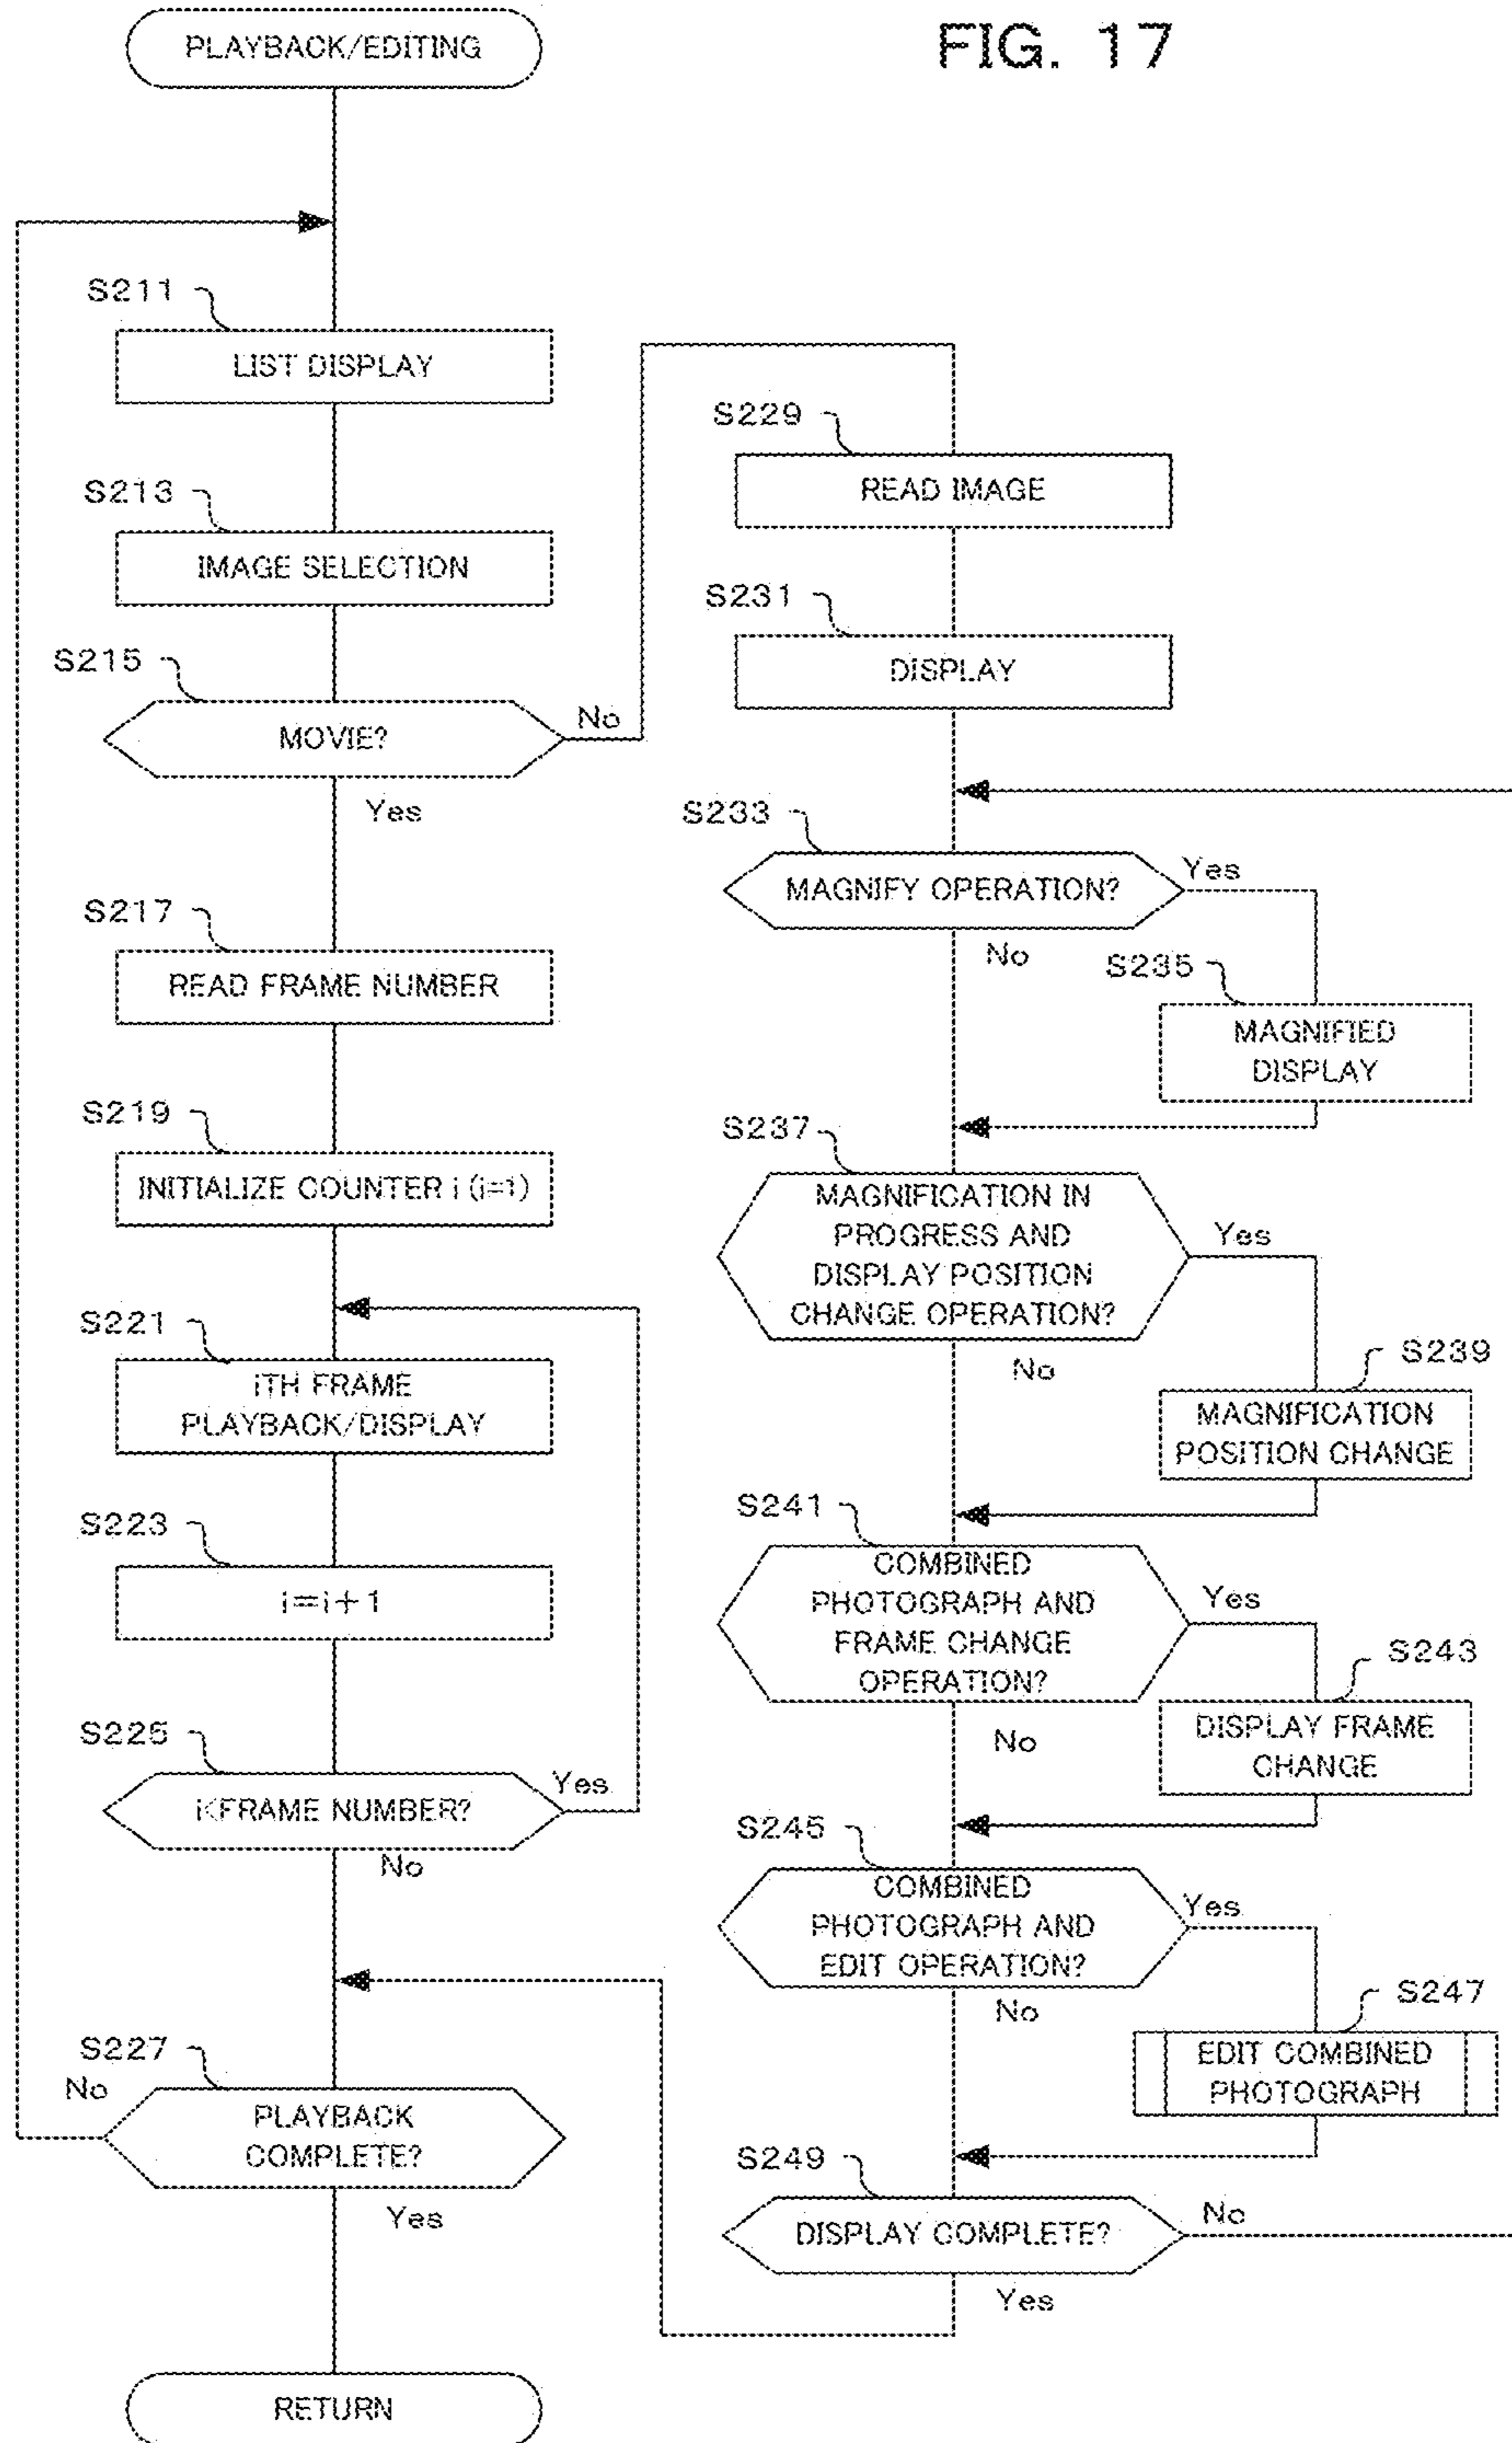 FIG. 17
PLAYBACK/EDITING
S211
LIST DISPLAY
S213
IMAGE SELECTION
S215
MOVIE?
No
Yes
S217
READ FRAME NUMBER
S219
INITIALIZE COUNTER i (i=1)
S221
iTH FRAME
PLAYBACK/DISPLAY
S223
i=i+1
S225
i<FRAME NUMBER?
Yes
No
S227
No
PLAYBACK
COMPLETE?
Yes
RETURN
S229
READ IMAGE
S231
DISPLAY
S233
MAGNIFY OPERATION?
Yes
No
S235
MAGNIFIED
DISPLAY
S237
MAGNIFICATION IN
PROGRESS AND
DISPLAY POSITION
CHANGE OPERATION?
Yes
No
S239
MAGNIFICATION
POSITION CHANGE
S241
COMBINED
PHOTOGRAPH AND
FRAME CHANGE
OPERATION?
Yes
No
S243
DISPLAY FRAME
CHANGE
S245
COMBINED
PHOTOGRAPH AND
EDIT OPERATION?
Yes
No
S247
EDIT COMBINED
PHOTOGRAPH
S249
DISPLAY COMPLETE?
No
Yes